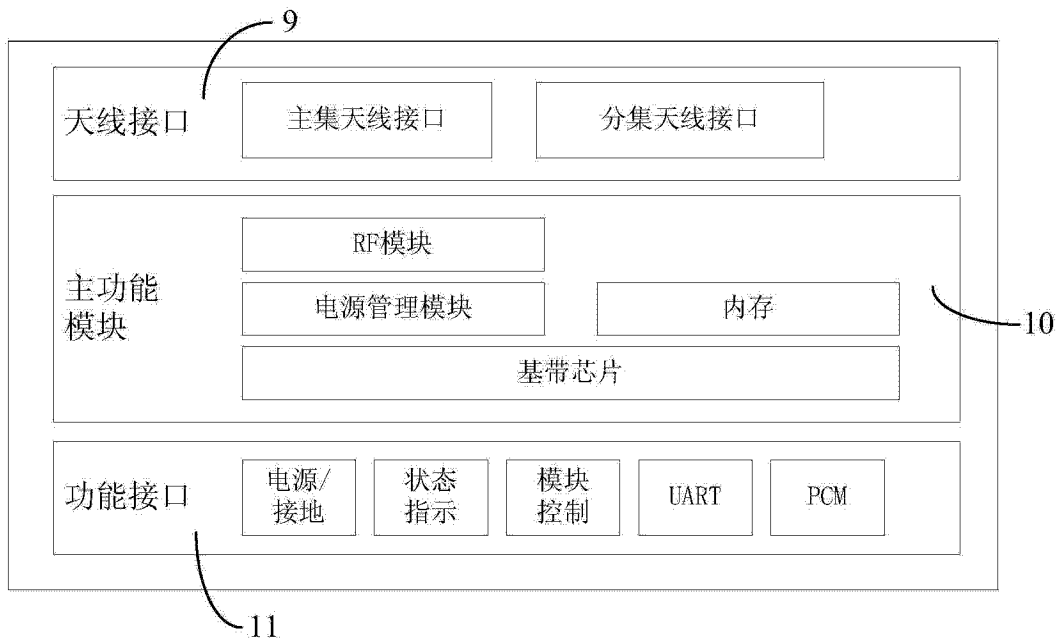 9
天线接口
主集天线接口
分集天线接口
主功能
模块
RF模块
电源管理模块
内存
基带芯片
10
功能接口
电源/
接地
状态
指示
模块
控制
UART
PCM
11